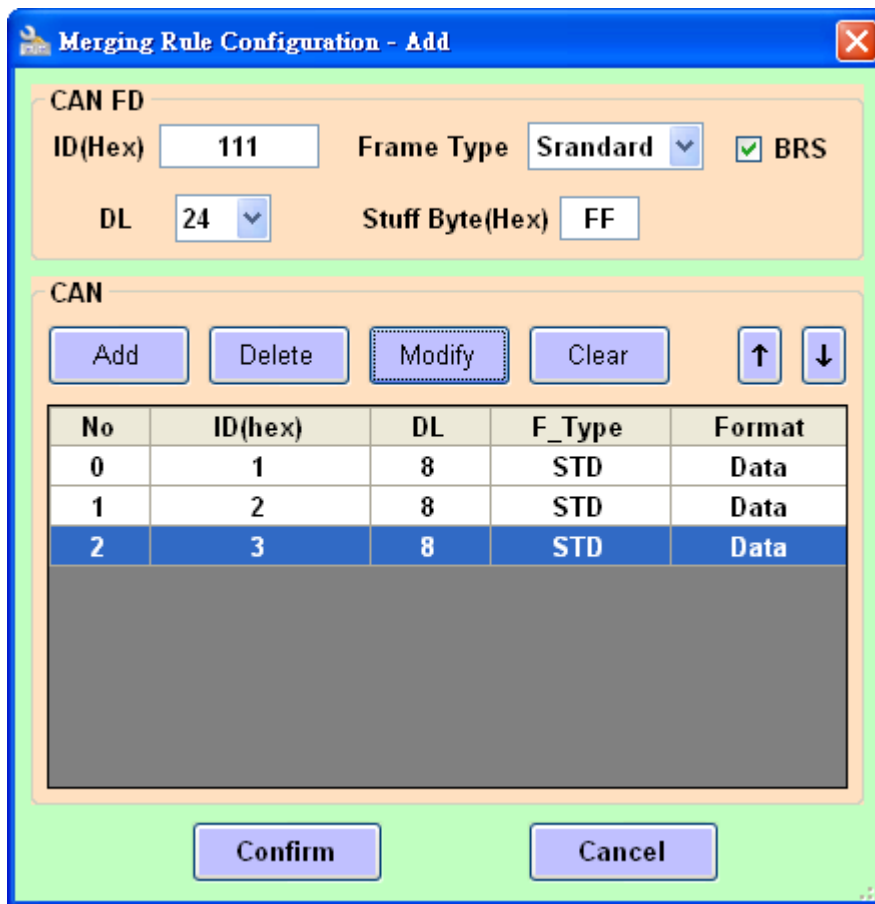 Merging Rule Configuration - Add
CAN FD
ID(Hex) 111 Frame Type Srandard BRS
DL 24 Stuff Byte(Hex) FF
CAN
Add Delete Modify Clear ↑ ↓
No ID(hex) DL F_Type Format
0 1 8 STD Data
1 2 8 STD Data
2 3 8 STD Data
Confirm Cancel